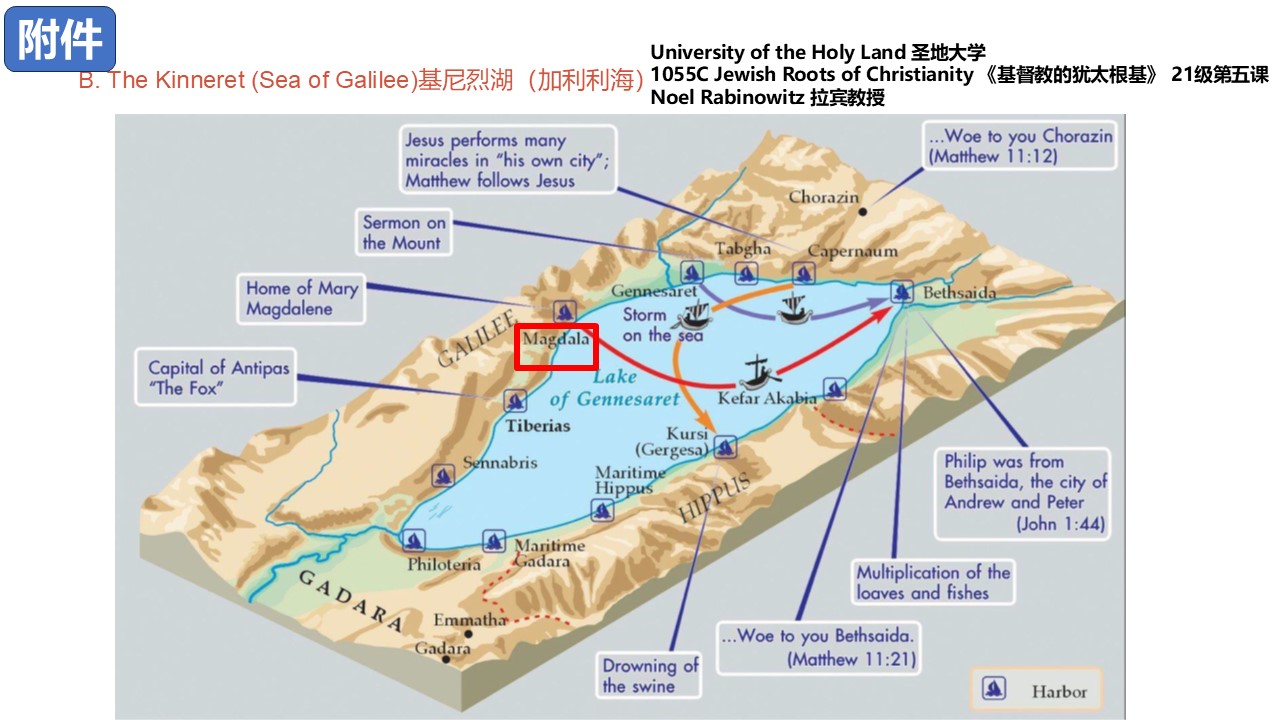 附件
B. The Kinneret (Sea of Galilee)基尼烈湖（加利利海）
University of the Holy Land 圣地大学
1055C Jewish Roots of Christianity 《基督教的犹太根基》 21级第五课
Noel Rabinowitz 拉宾教授
Jesus performs many
miracles in “his own city”;
Matthew follows Jesus
...Woe to you Chorazin
(Matthew 11:12)
Chorazin
Sermon on
the Mount
Tabgha
Capernaum
Home of Mary
Magdalene
Gennesaret
Bethsaida
Storm
on the sea
GALILEE
Magdala
Capital of Antipas
“The Fox”
Lake
of Gennesaret
Kefar Akabia
Tiberias
Kursi
(Gergesa)
Sennabris
Maritime
Hippus
HIPPUS
Philip was from
Bethsaida, the city of
Andrew and Peter
(John 1:44)
Philoteria
Maritime
Gadara
GADARA
Multiplication of the
loaves and fishes
Emmatha
Gadara
...Woe to you Bethsaida.
(Matthew 11:21)
Drowning of
the swine
Harbor